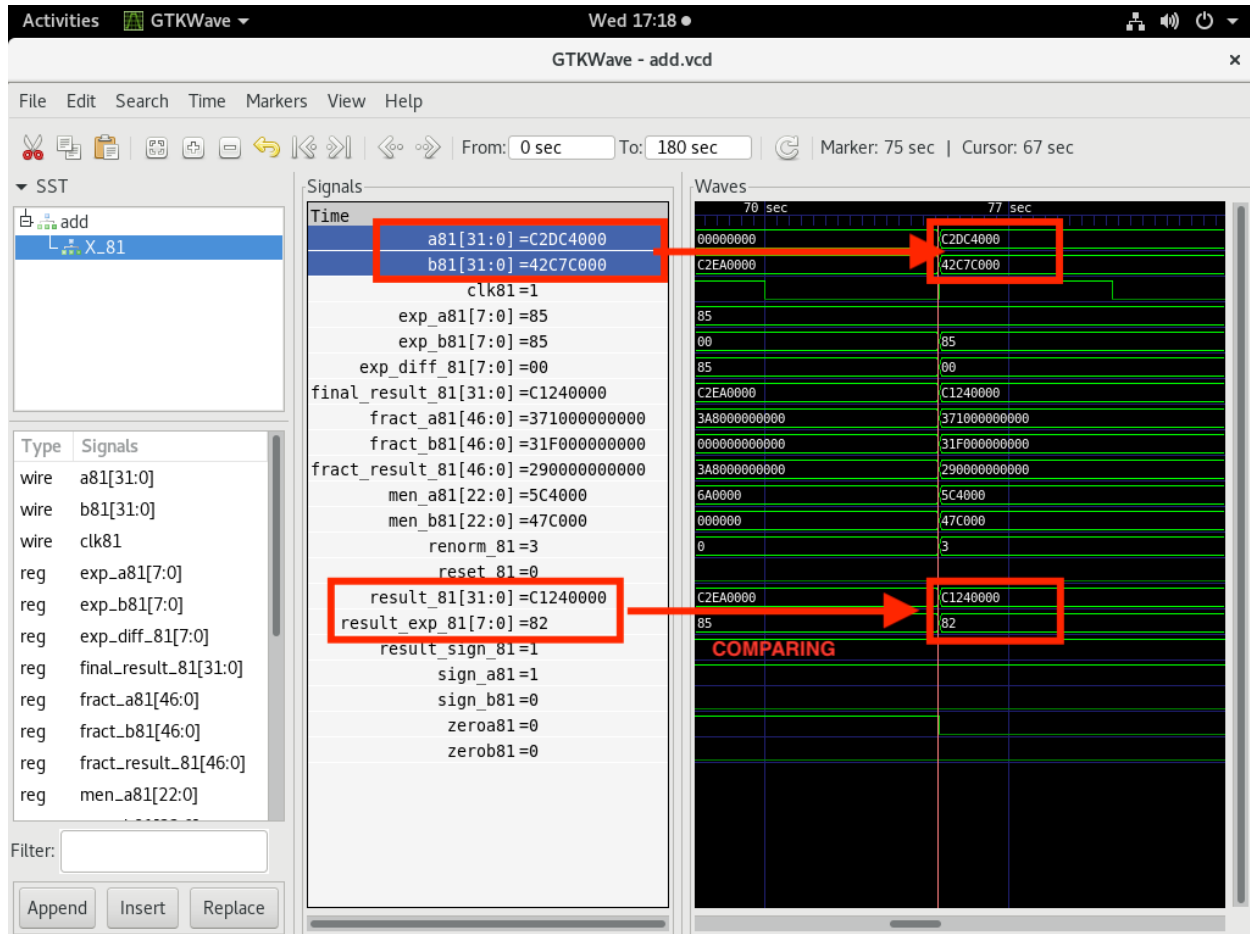 Activities GTKWave Wed 17:18
GTKWave - add.vcd
File Edit Search Time Markers View Help
From: 0 sec To: 180 sec Marker: 75 sec | Cursor: 67 sec
SST
add
X_81
Type Signals
wire a81[31:0]
wire b81[31:0]
wire clk81
reg exp_a81[7:0]
reg exp_b81[7:0]
reg exp_diff_81[7:0]
reg final_result_81[31:0]
reg fract_a81[46:0]
reg fract_b81[46:0]
reg fract_result_81[46:0]
reg men_a81[22:0]
Filter:
Append Insert Replace
Signals
Time
a81[31:0]=C2DC4000
b81[31:0]=42C7C000
clk81=1
exp_a81[7:0]=85
exp_b81[7:0]=85
exp_diff_81[7:0]=00
final_result_81[31:0]=C1240000
fract_a81[46:0]=371000000000
fract_b81[46:0]=31F000000000
fract_result_81[46:0]=290000000000
men_a81[22:0]=5C4000
men_b81[22:0]=47C000
renorm_81=3
reset_81=0
result_81[31:0]=C1240000
result_exp_81[7:0]=82
result_sign_81=1
sign_a81=1
sign_b81=0
zeroa81=0
zerob81=0
Waves
70 sec 77 sec
00000000 C2DC4000
C2EA0000 42C7C000
85
00 85
85 00
C2EA0000 C1240000
3A8000000000 371000000000
000000000000 31F000000000
3A8000000000 290000000000
6A0000 5C4000
000000 47C000
0 3
C2EA0000 C1240000
85 82
COMPARING